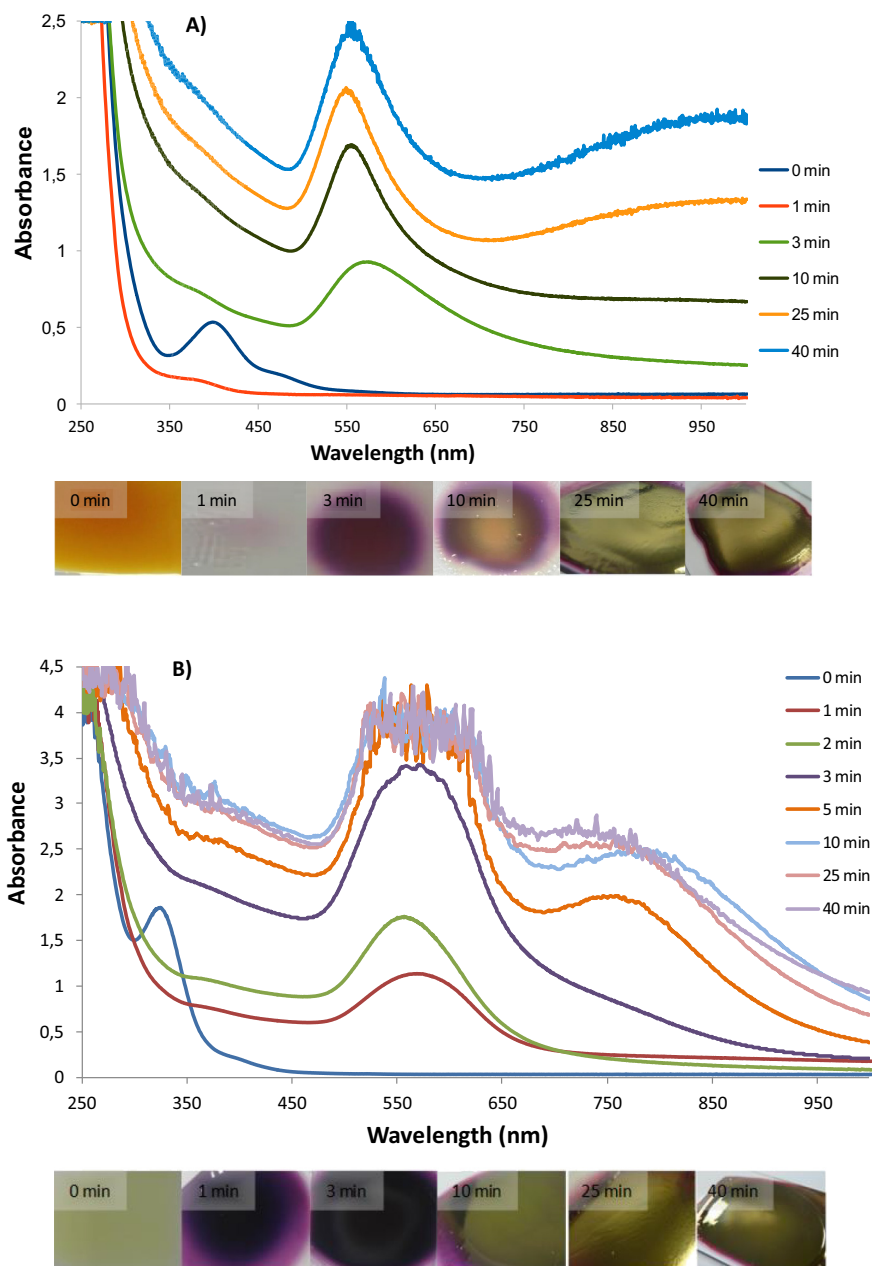 A)
2,5
2
1,5
1
0,5
0
Absorbance
250 350 450 550 650 750 850 950
Wavelength (nm)
0 min
1 min
3 min
10 min
25 min
40 min
0 min 1 min 3 min 10 min 25 min 40 min
B)
4,5
4
3,5
3
2,5
2
1,5
1
0,5
0
Absorbance
250 350 450 550 650 750 850 950
Wavelength (nm)
0 min
1 min
2 min
3 min
5 min
10 min
25 min
40 min
0 min 1 min 3 min 10 min 25 min 40 min